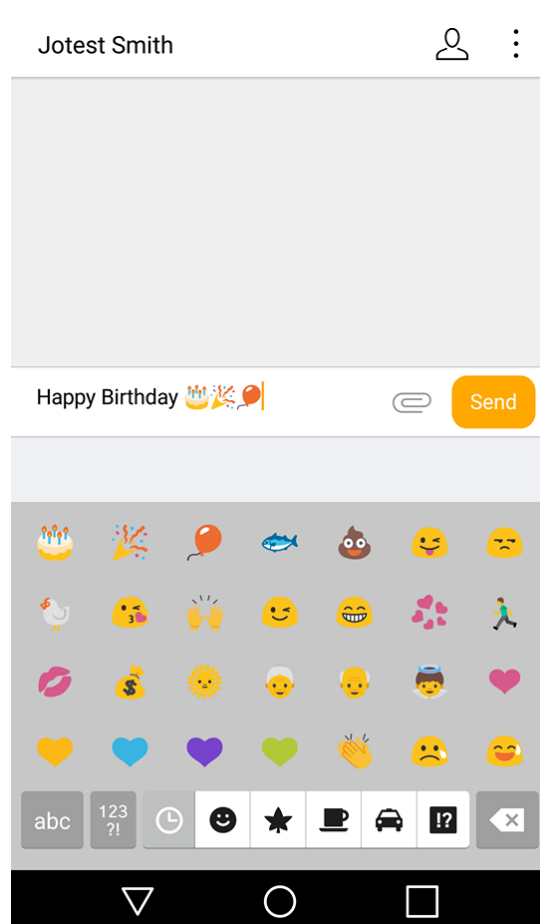 Jotest Smith
Happy Birthday 🎂🎉🎈
Send
abc
123
?!
!?